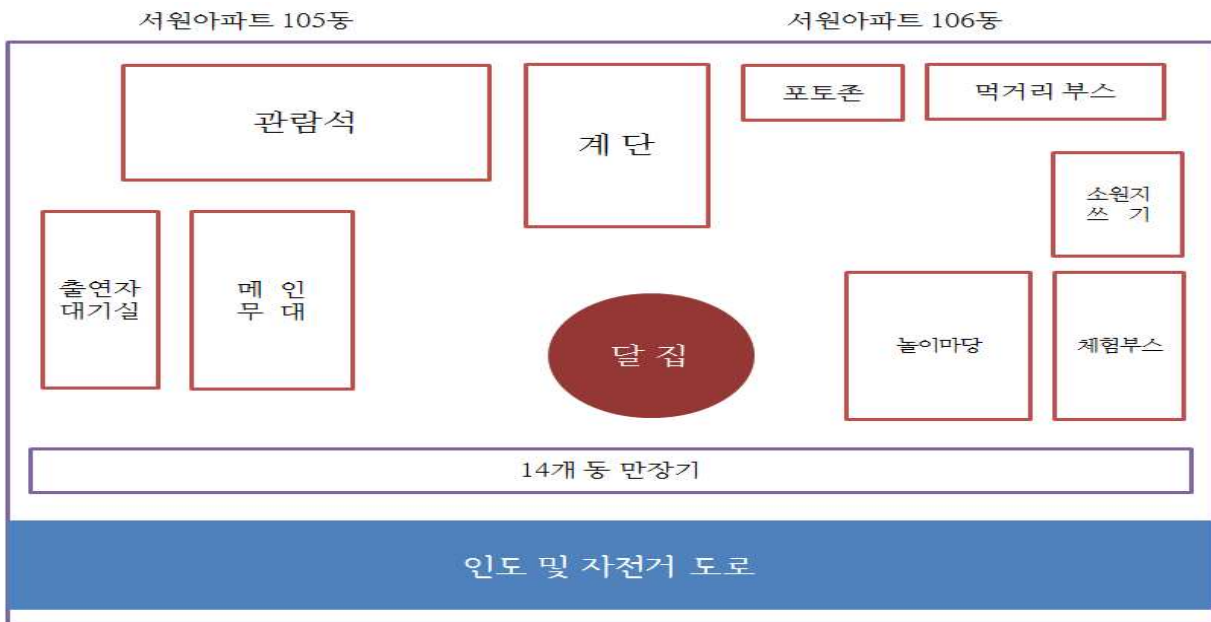 서원아파트 105동
서원아파트 106동
관람석
계 단
포토존
먹거리 부스
소원지
쓰 기
출연자
대기실
메 인
무 대
달 집
놀이마당
체험부스
14개 동 만장기
인도 및 자전거 도로